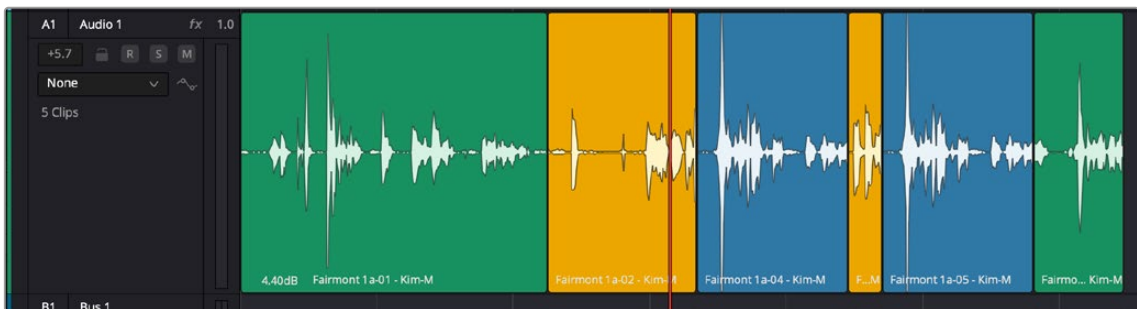 A1 Audio 1 fx 1.0
+5.7 R S M
None
5 Clips
4.40dB Fairmont 1a-01 - Kim-M
Fairmont 1a-02 - Kim-M
Fairmont 1a-04 - Kim-M
F...M
Fairmont 1a-05 - Kim-M
Fairmo... Kim-M
B1 Bus 1